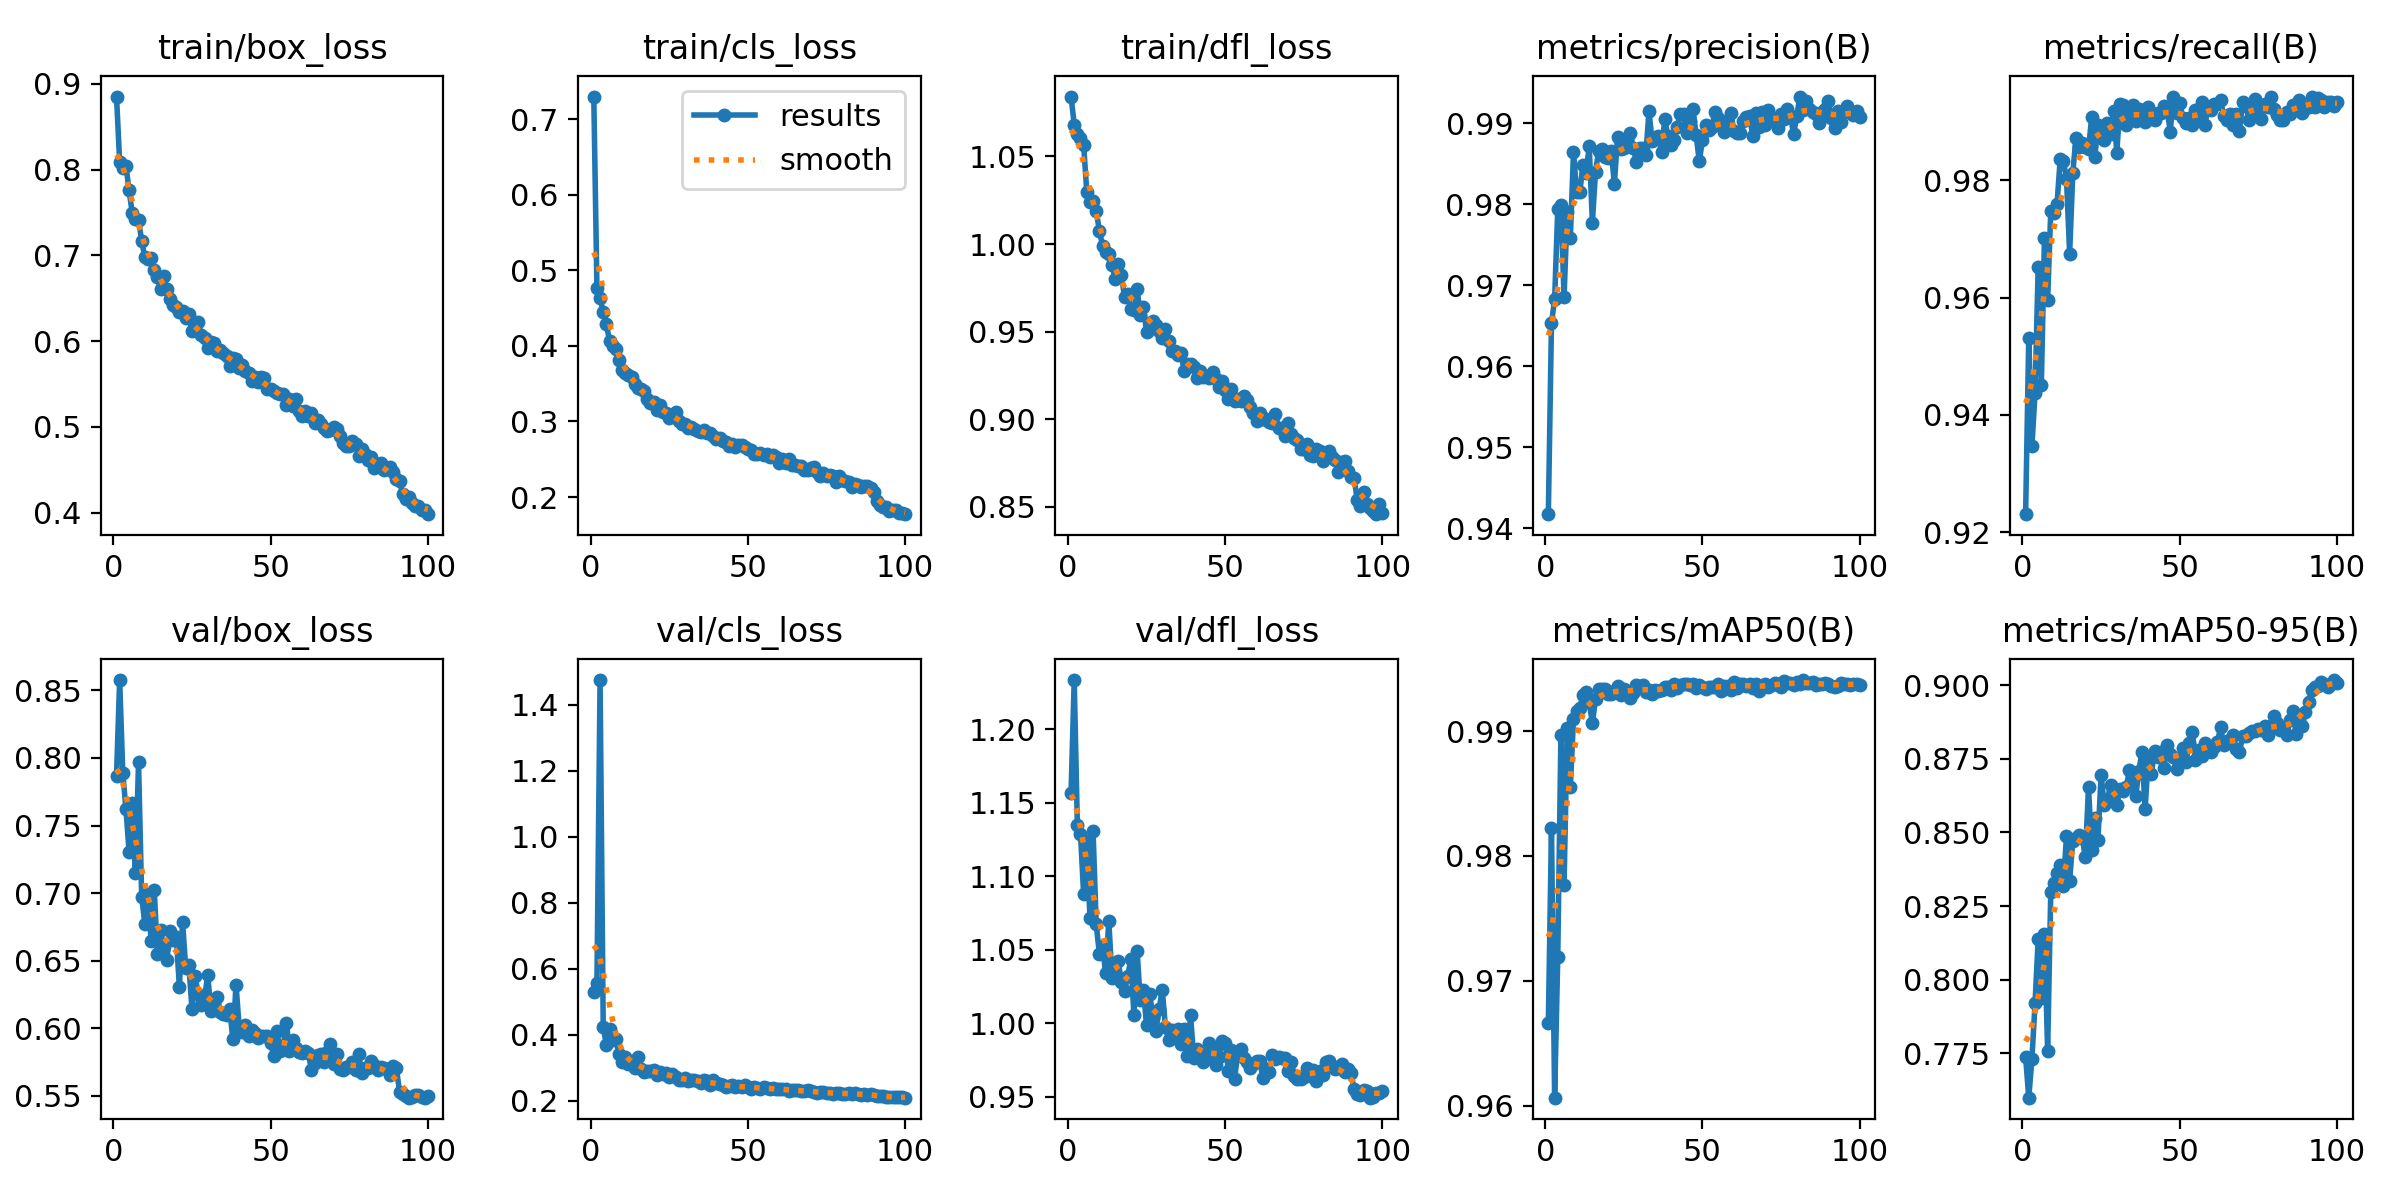 train/box_loss
0.9
0.8
0.7
0.6
0.5
0.4
0 50 100
train/cls_loss
results
smooth
0.7
0.6
0.5
0.4
0.3
0.2
0 50 100
train/dfl_loss
1.05
1.00
0.95
0.90
0.85
0 50 100
metrics/precision(B)
0.99
0.98
0.97
0.96
0.95
0.94
0 50 100
metrics/recall(B)
0.98
0.96
0.94
0.92
0 50 100
val/box_loss
0.85
0.80
0.75
0.70
0.65
0.60
0.55
0 50 100
val/cls_loss
1.4
1.2
1.0
0.8
0.6
0.4
0.2
0 50 100
val/dfl_loss
1.20
1.15
1.10
1.05
1.00
0.95
0 50 100
metrics/mAP50(B)
0.99
0.98
0.97
0.96
0 50 100
metrics/mAP50-95(B)
0.900
0.875
0.850
0.825
0.800
0.775
0 50 100